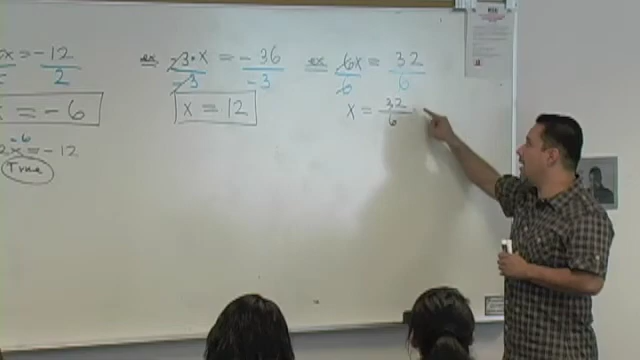 x = -12
2
x = -6
-6
2x = -12
True
ex -3 • x = -36
-3 -3
x = 12
ex 6x = 32
6 6
x = 32/6 =